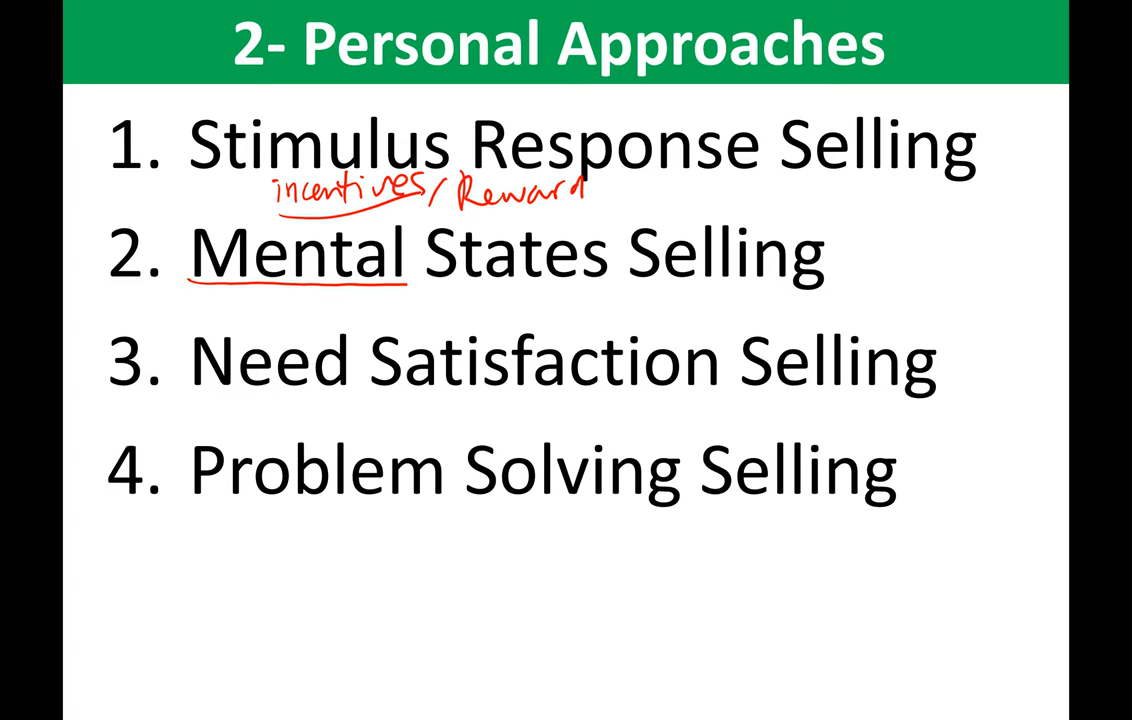 2- Personal Approaches
1. Stimulus Response Selling
incentives/Reward
2. Mental States Selling
3. Need Satisfaction Selling
4. Problem Solving Selling